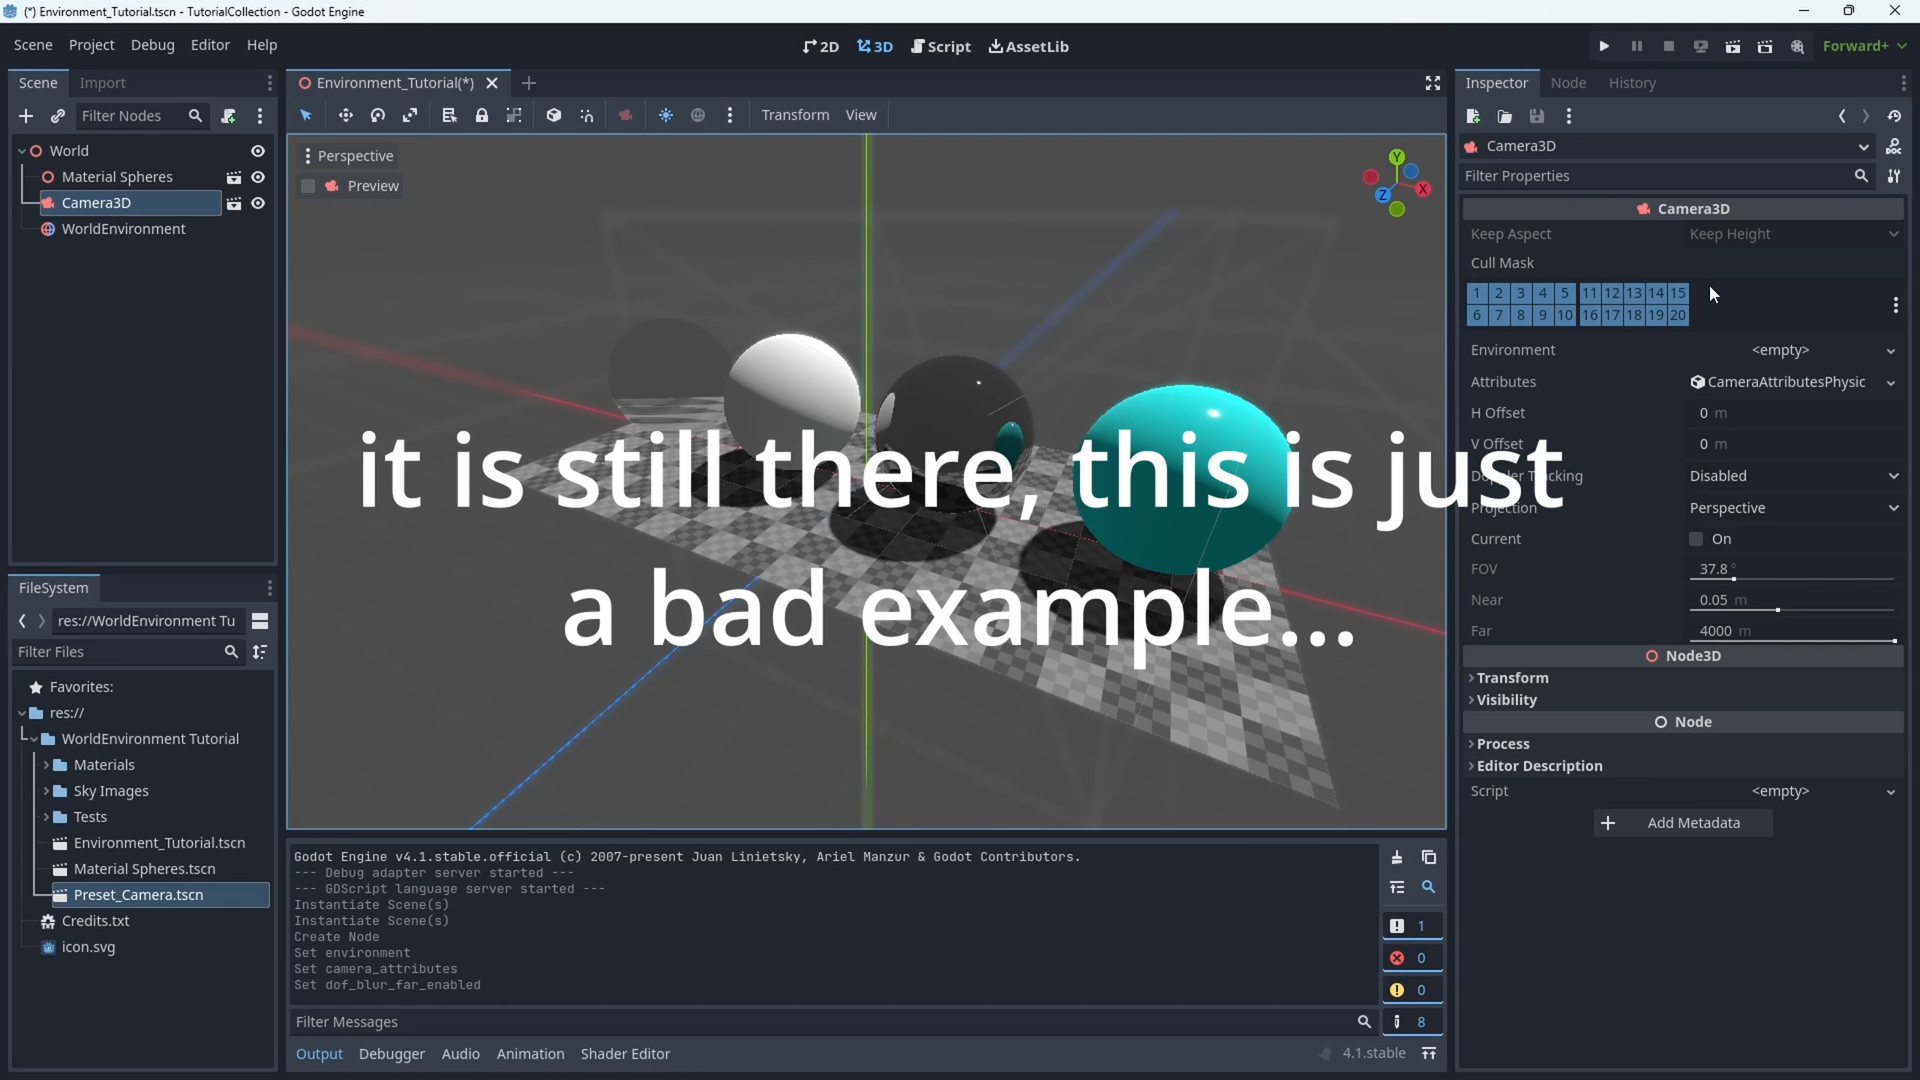 (*) Environment_Tutorial.tscn - TutorialCollection - Godot Engine
Scene Project Debug Editor Help
2D 3D Script AssetLib
Forward+
Scene Import
Filter Nodes
World
Material Spheres
Camera3D
WorldEnvironment
FileSystem
res://WorldEnvironment Tu
Filter Files
Favorites:
res://
WorldEnvironment Tutorial
Materials
Sky Images
Tests
Environment_Tutorial.tscn
Material Spheres.tscn
Preset_Camera.tscn
Credits.txt
icon.svg
Environment_Tutorial(*)
Transform View
Perspective
Preview
Y
X
Z
it is still there, this is just
a bad example...
Godot Engine v4.1.stable.official (c) 2007-present Juan Linietsky, Ariel Manzur & Godot Contributors.
--- Debug adapter server started ---
--- GDScript language server started ---
Instantiate Scene(s)
Instantiate Scene(s)
Create Node
Set environment
Set camera_attributes
Set dof_blur_far_enabled
1
0
0
8
Filter Messages
Output Debugger Audio Animation Shader Editor
4.1.stable
Inspector Node History
Camera3D
Filter Properties
Camera3D
Keep Aspect Keep Height
Cull Mask
1 2 3 4 5 11 12 13 14 15
6 7 8 9 10 16 17 18 19 20
Environment <empty>
Attributes CameraAttributesPhysic
H Offset 0 m
V Offset 0 m
Doppler Tracking Disabled
Projection Perspective
Current On
FOV 37.8 °
Near 0.05 m
Far 4000 m
Node3D
Transform
Visibility
Node
Process
Editor Description
Script <empty>
Add Metadata